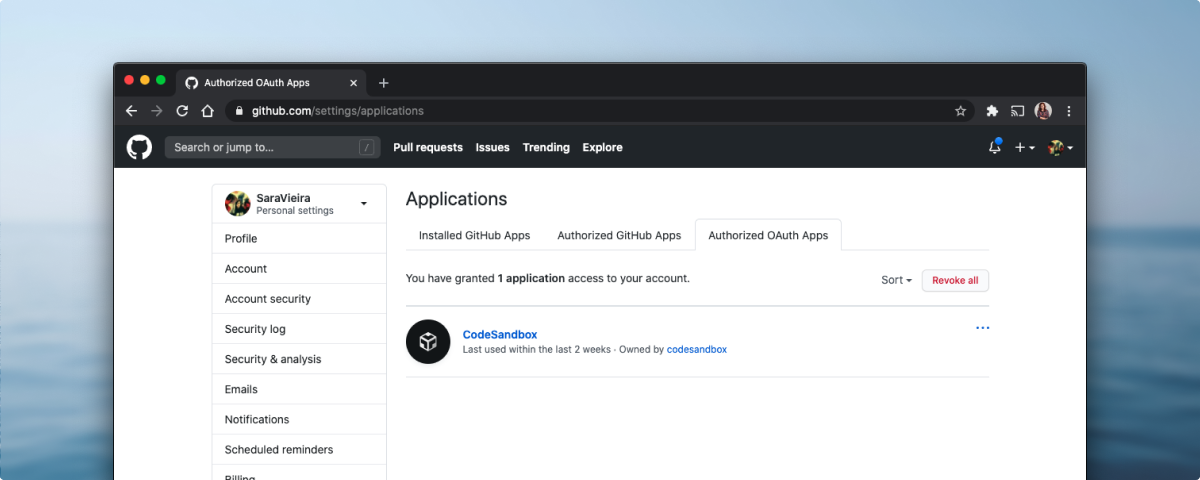 Authorized OAuth Apps
github.com/settings/applications
Search or jump to... /
Pull requests Issues Trending Explore
SaraVieira
Personal settings
Profile
Account
Account security
Security log
Security & analysis
Emails
Notifications
Scheduled reminders
Billing
Applications
Installed GitHub Apps Authorized GitHub Apps Authorized OAuth Apps
You have granted 1 application access to your account. Sort Revoke all
CodeSandbox
Last used within the last 2 weeks · Owned by codesandbox